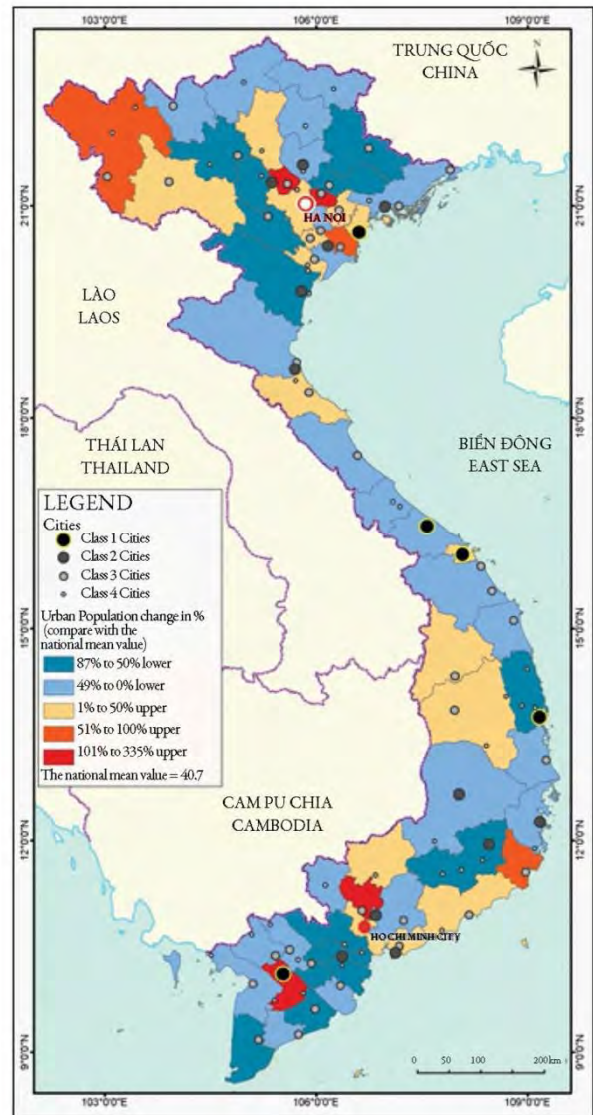 103°0'0"E 106°0'0"E 109°0'0"E
TRUNG QUỐC
CHINA
N
21°0'0"N 21°0'0"N
HA NOI
LÀO
LAOS
18°0'0"N 18°0'0"N
THÁI LAN
THAILAND
BIỂN ĐÔNG
EAST SEA
LEGEND
Cities
Class 1 Cities
Class 2 Cities
Class 3 Cities
Class 4 Cities
Urban Population change in %
(compare with the
national mean value)
87% to 50% lower
49% to 0% lower
1% to 50% upper
51% to 100% upper
101% to 335% upper
The national mean value = 40.7
15°0'0"N 15°0'0"N
CAM PU CHIA
CAMBODIA
12°0'0"N 12°0'0"N
HO CHI MINH CITY
9°0'0"N 9°0'0"N
0 50 100 200 km
103°0'0"E 106°0'0"E 109°0'0"E